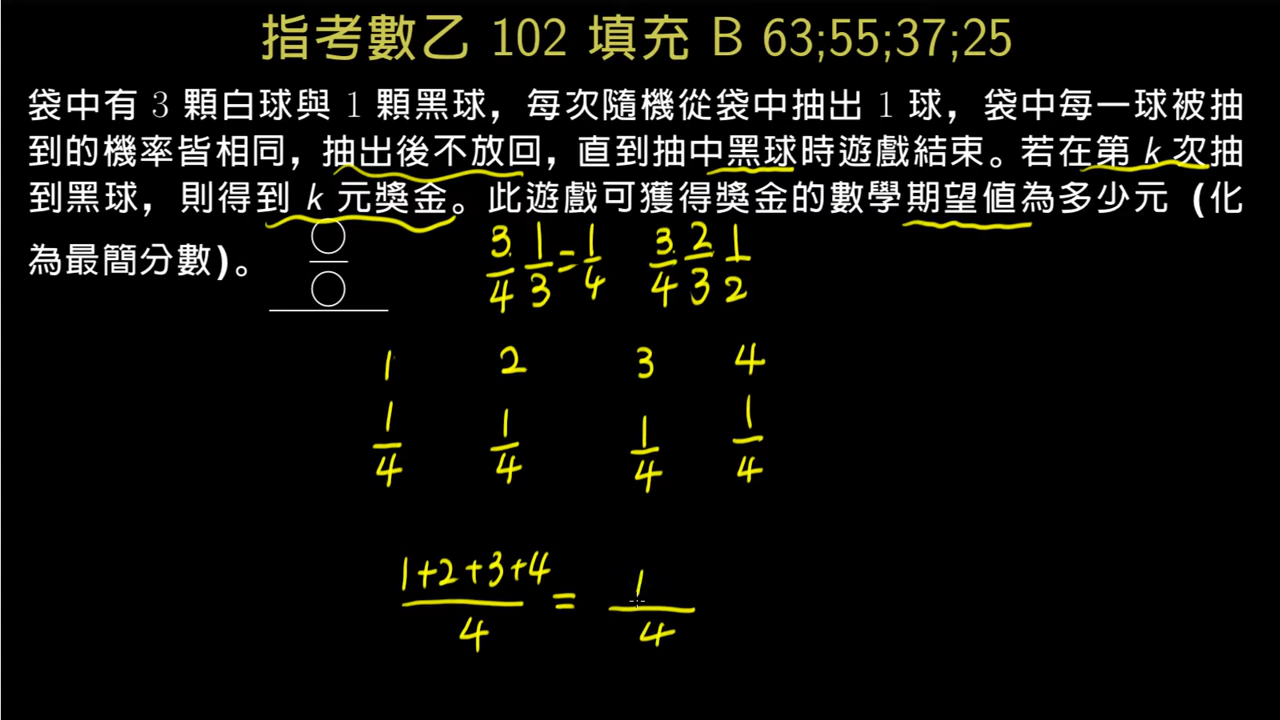 指考數乙 102 填充 B 63;55;37;25
袋中有 3 顆白球與 1 顆黑球，每次隨機從袋中抽出 1 球，袋中每一球被抽
到的機率皆相同，抽出後不放回，直到抽中黑球時遊戲結束。若在第 k 次抽
到黑球，則得到 k 元獎金。此遊戲可獲得獎金的數學期望值為多少元 (化
為最簡分數)。 ○/○
3/4 1/3 = 1/4 3/4 2/3 1/2
1 2 3 4
1/4 1/4 1/4 1/4
1+2+3+4/4 = 1/4